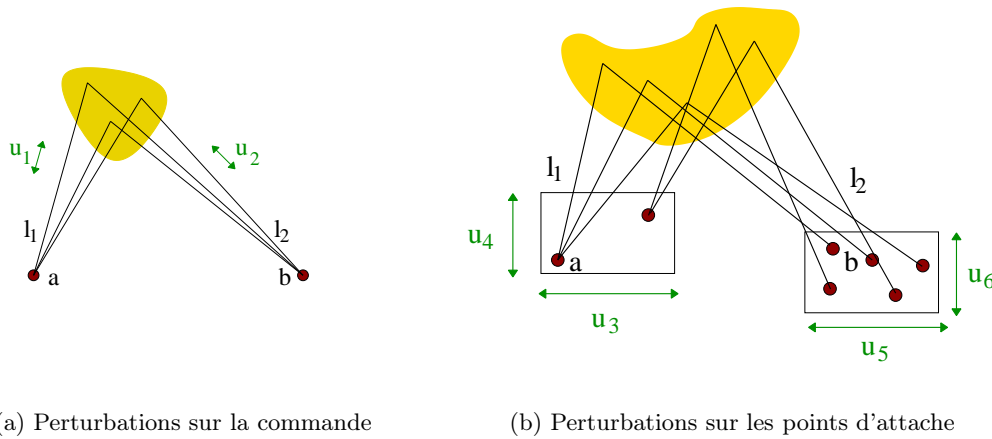 u1
u2
l1
l2
a
b
l1
l2
u4
a
b
u6
u3
u5
(a) Perturbations sur la commande
(b) Perturbations sur les points d'attache